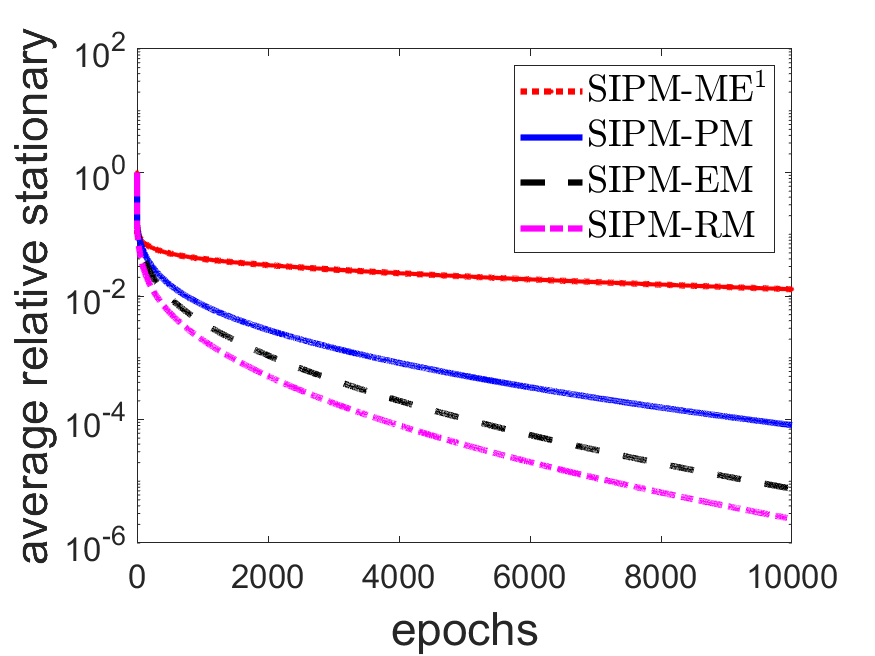 average relative stationary
10^2
10^0
10^-2
10^-4
10^-6
SIPM-ME^1
SIPM-PM
SIPM-EM
SIPM-RM
0 2000 4000 6000 8000 10000
epochs